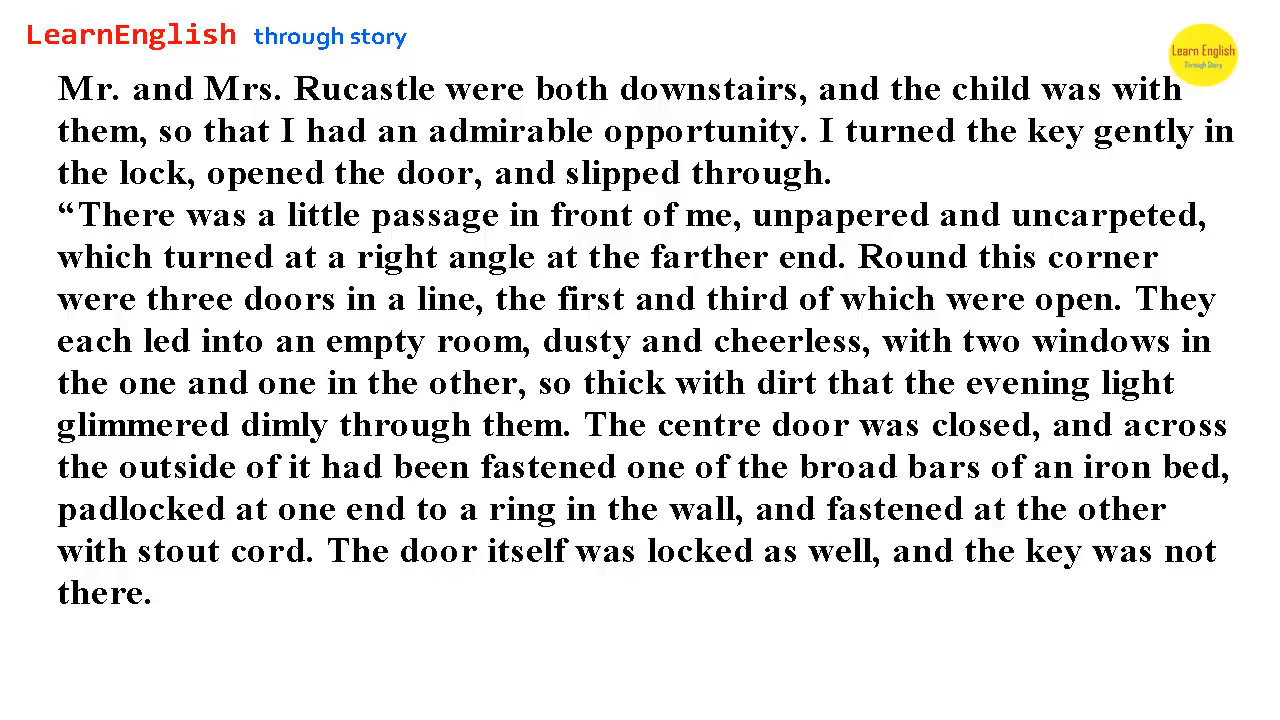 LearnEnglish through story
Learn English
Through Story
Mr. and Mrs. Rucastle were both downstairs, and the child was with
them, so that I had an admirable opportunity. I turned the key gently in
the lock, opened the door, and slipped through.
“There was a little passage in front of me, unpapered and uncarpeted,
which turned at a right angle at the farther end. Round this corner
were three doors in a line, the first and third of which were open. They
each led into an empty room, dusty and cheerless, with two windows in
the one and one in the other, so thick with dirt that the evening light
glimmered dimly through them. The centre door was closed, and across
the outside of it had been fastened one of the broad bars of an iron bed,
padlocked at one end to a ring in the wall, and fastened at the other
with stout cord. The door itself was locked as well, and the key was not
there.